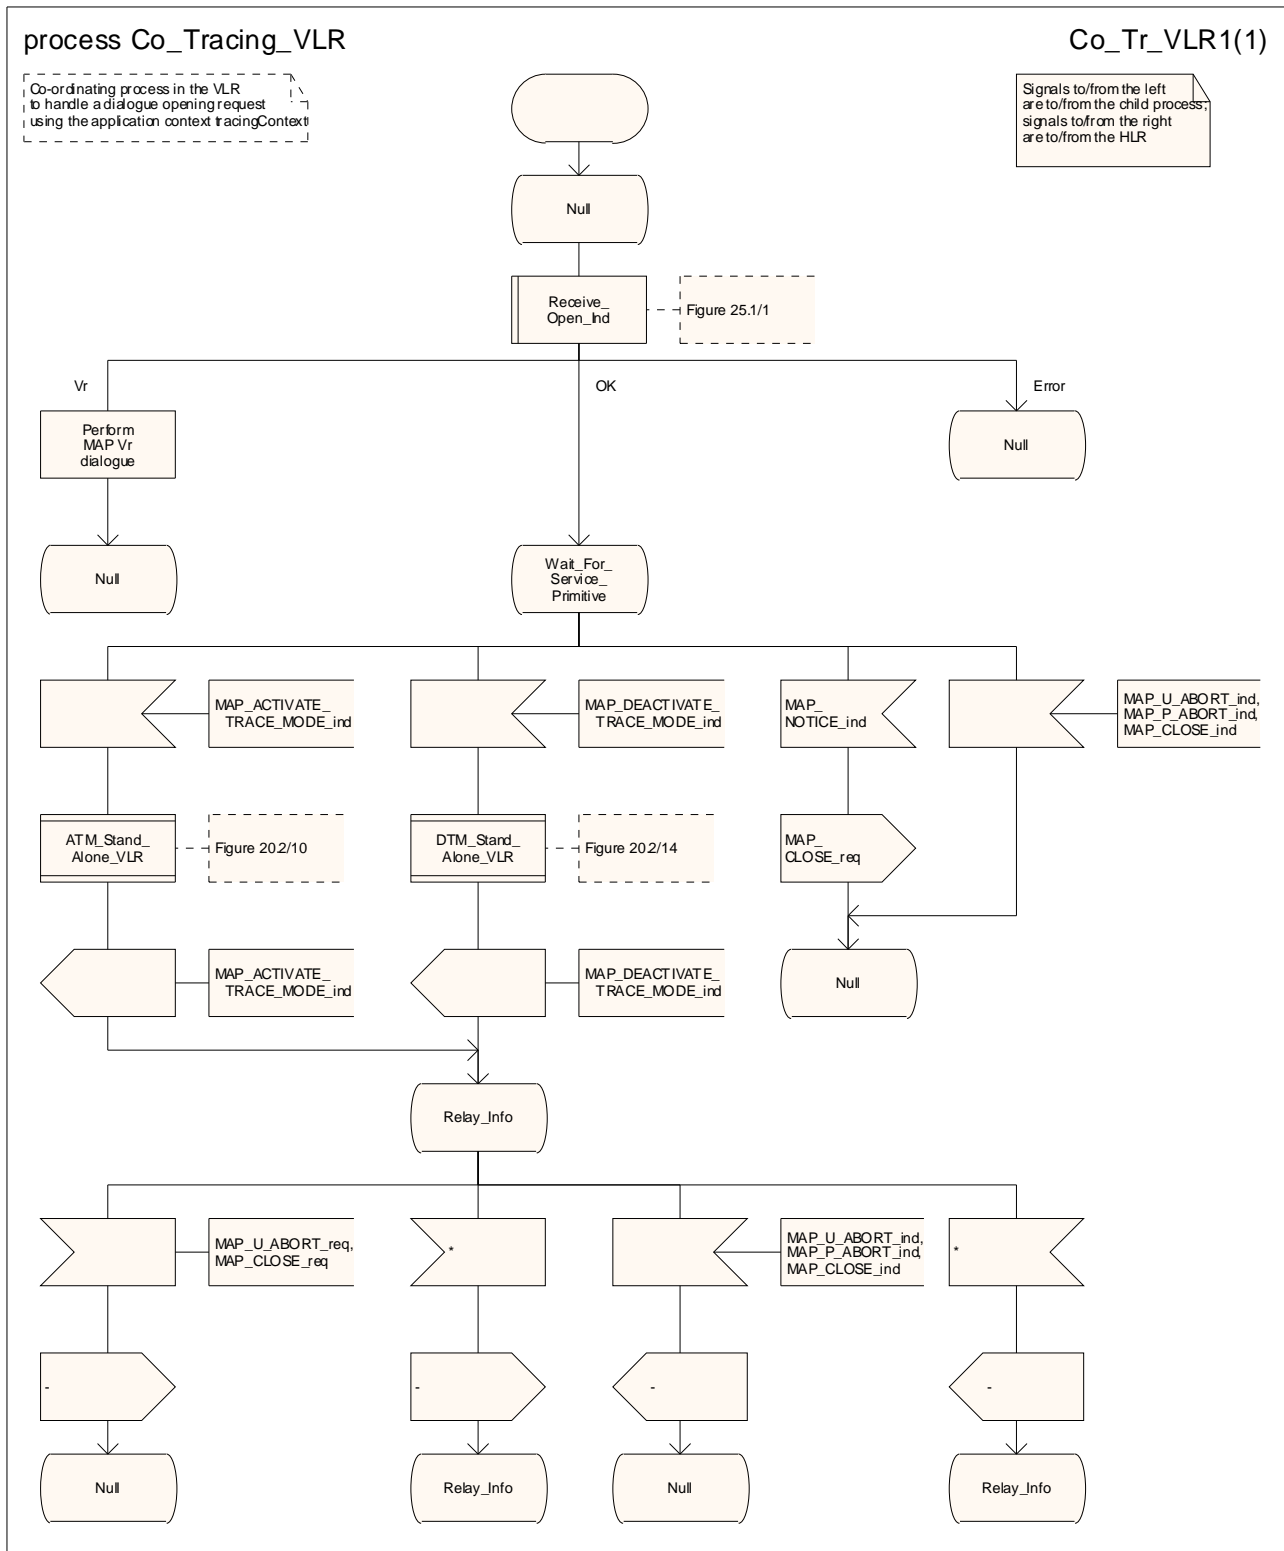 process Co_Tracing_VLR
Co_Tr_VLR1(1)
Co-ordinating process in the VLR
to handle a dialogue opening request
using the application context tracingContext
Signals to/from the left
are to/from the child process;
signals to/from the right
are to/from the HLR
Null
Receive_
Open_Ind
Figure 25.1/1
Vr
OK
Error
Perform
MAP Vr
dialogue
Null
Null
Wait_For_
Service_
Primitive
MAP_ACTIVATE_
TRACE_MODE_ind
MAP_DEACTIVATE_
TRACE_MODE_ind
MAP_
NOTICE_ind
MAP_U_ABORT_ind,
MAP_P_ABORT_ind,
MAP_CLOSE_ind
ATM_Stand_
Alone_VLR
Figure 20.2/10
DTM_Stand_
Alone_VLR
Figure 20.2/14
MAP_
CLOSE_req
MAP_ACTIVATE_
TRACE_MODE_ind
MAP_DEACTIVATE_
TRACE_MODE_ind
Null
Relay_Info
MAP_U_ABORT_req,
MAP_CLOSE_req
*
MAP_U_ABORT_ind,
MAP_P_ABORT_ind,
MAP_CLOSE_ind
*
-
-
-
-
Null
Relay_Info
Null
Relay_Info